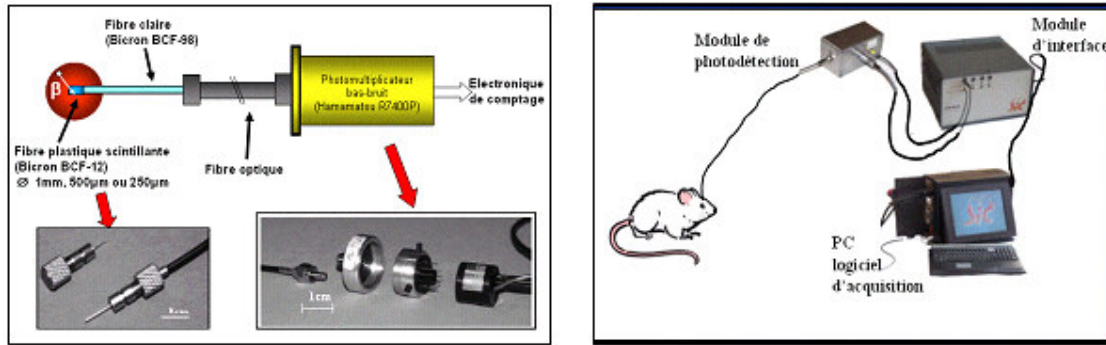 Fibre claire
(Bicron BCF-98)
β
Photomultiplicateur
bas-bruit
(Hamamatsu R7400P)
Electronique
de comptage
Fibre plastique scintillante
(Bicron BCF-12)
Ø 1mm, 500µm ou 250µm
Fibre optique
1cm
Module de
photodétection
Module
d'interface
PC
logiciel
d'acquisition